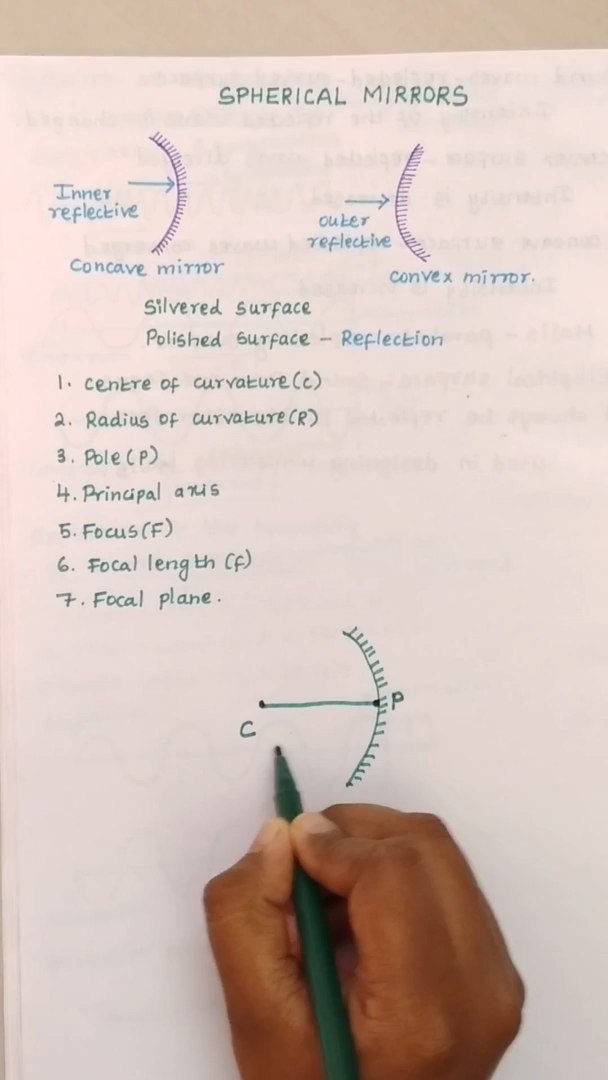 SPHERICAL MIRRORS
Inner
reflective
outer
reflective
Concave mirror
convex mirror.
Silvered surface
Polished surface - Reflection
1. centre of curvature (c)
2. Radius of curvature (R)
3. Pole (P)
4. Principal axis
5. Focus (F)
6. Focal length (f)
7. Focal plane.
P
C